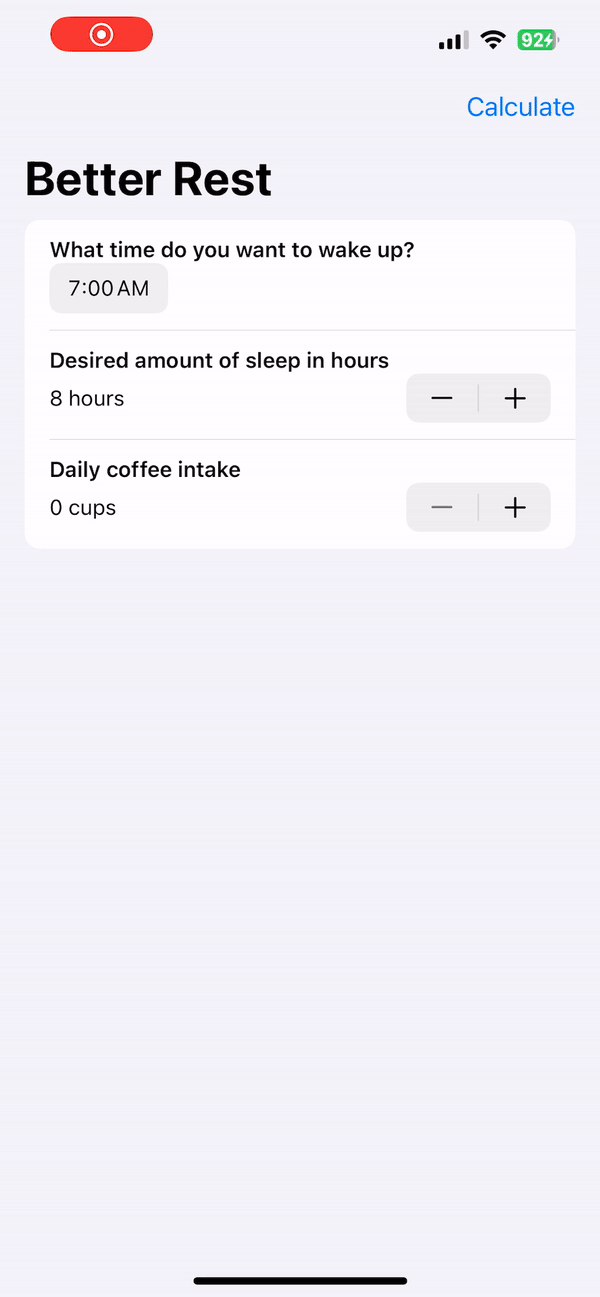 92
Calculate
Better Rest
What time do you want to wake up?
7:00 AM
Desired amount of sleep in hours
8 hours
− +
Daily coffee intake
0 cups
− +